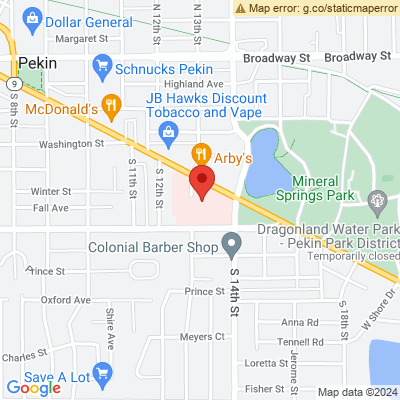 Map error: g.co/staticmaperror
Dollar General
Margaret St
N 12th St
N 13th St
Broadway St
Broadway St
Pekin
Schnucks Pekin
Highland Ave
9
S 8th St
McDonald's
JB Hawks Discount
Tobacco and Vape
Washington St
Arby's
S 11th St
S 12th St
Mineral
Springs Park
Winter St
Fall Ave
Dragonland Water Park
- Pekin Park District
Temporarily closed
Colonial Barber Shop
Prince St
S 14th St
Prince St
S 18th St
W Shore Dr
Oxford Ave
Shire Ave
Anna Rd
Meyers Ct
Tennell Rd
Charles St
Loretta St
Jerome St
Save A Lot
Fisher St
Google
Map data ©2024